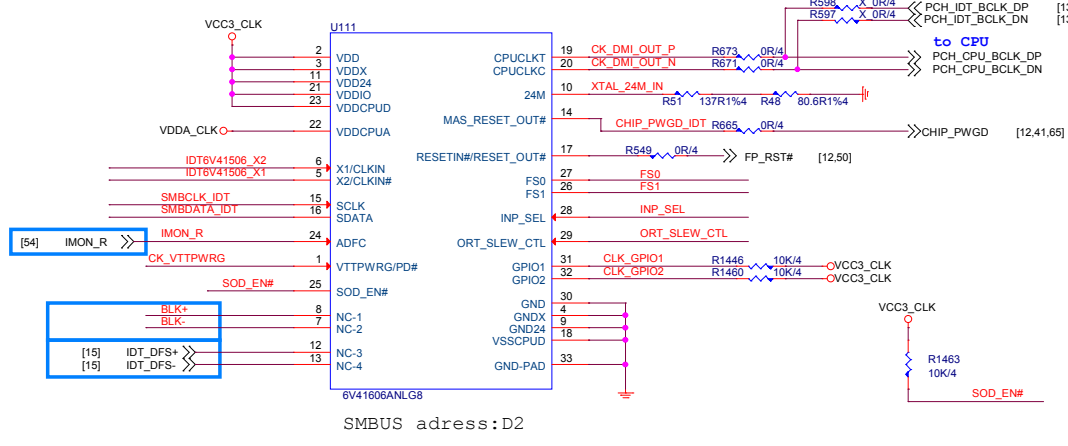 R598 X_0R/4 PCH_IDT_BCLK_DP [1
R597 X_0R/4 PCH_IDT_BCLK_DN [1
VCC3_CLK
U111
to CPU
2 VDD CPUCLKT 19 CK_DMI_OUT_P R673 0R/4 PCH_CPU_BCLK_DP
3 VDDX CPUCLKC 20 CK_DMI_OUT_N R671 0R/4 PCH_CPU_BCLK_DN
11 VDD24
21 VDDIO 24M 10 XTAL_24M_IN
23 VDDCPUD R51 137R1%4 R48 80.6R1%4
MAS_RESET_OUT# 14
VDDA_CLK 22 VDDCPUA CHIP_PWGD_IDT R665 0R/4 CHIP_PWGD [12,41,65]
RESETIN#/RESET_OUT# 17 R549 0R/4 FP_RST# [12,50]
IDT6V41506_X2 6 X1/CLKIN
IDT6V41506_X1 5 X2/CLKIN#
FS0 27 FS0
FS1 26 FS1
SMBCLK_IDT 15 SCLK
SMBDATA_IDT 16 SDATA
INP_SEL 28 INP_SEL
[54] IMON_R IMON_R 24 ADFC
ORT_SLEW_CTL 29 ORT_SLEW_CTL
CK_VTTPWRG 1 VTTPWRG/PD#
GPIO1 31 CLK_GPIO1 R1446 10K/4 VCC3_CLK
GPIO2 32 CLK_GPIO2 R1460 10K/4 VCC3_CLK
SOD_EN# 25 SOD_EN#
GND 30
BLK+ 8 NC-1 GNDX 4
BLK- 7 NC-2 GND24 9
VSSCPUD 18
[15] IDT_DFS+ 12 NC-3
[15] IDT_DFS- 13 NC-4 GND-PAD 33
VCC3_CLK
R1463
10K/4
SOD_EN#
6V41606ANLG8
SMBUS adress:D2